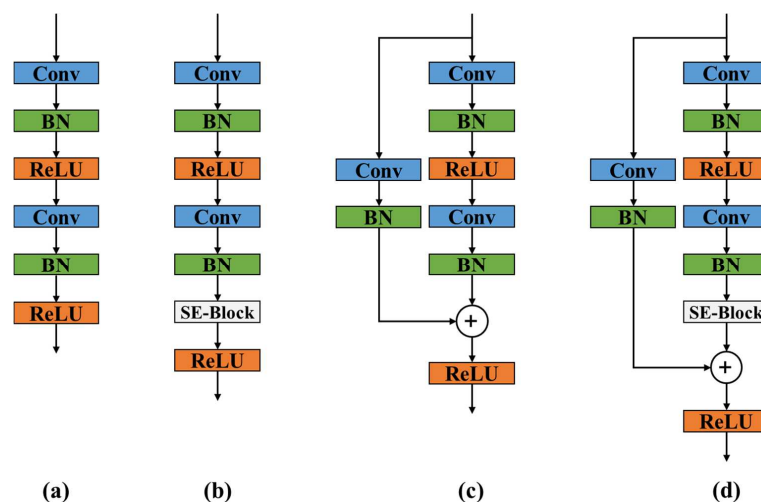 Conv
BN
ReLU
Conv
BN
ReLU
(a)
Conv
BN
ReLU
Conv
BN
SE-Block
ReLU
(b)
Conv
BN
Conv
BN
ReLU
Conv
BN
+
ReLU
(c)
Conv
BN
Conv
BN
ReLU
Conv
BN
SE-Block
+
ReLU
(d)